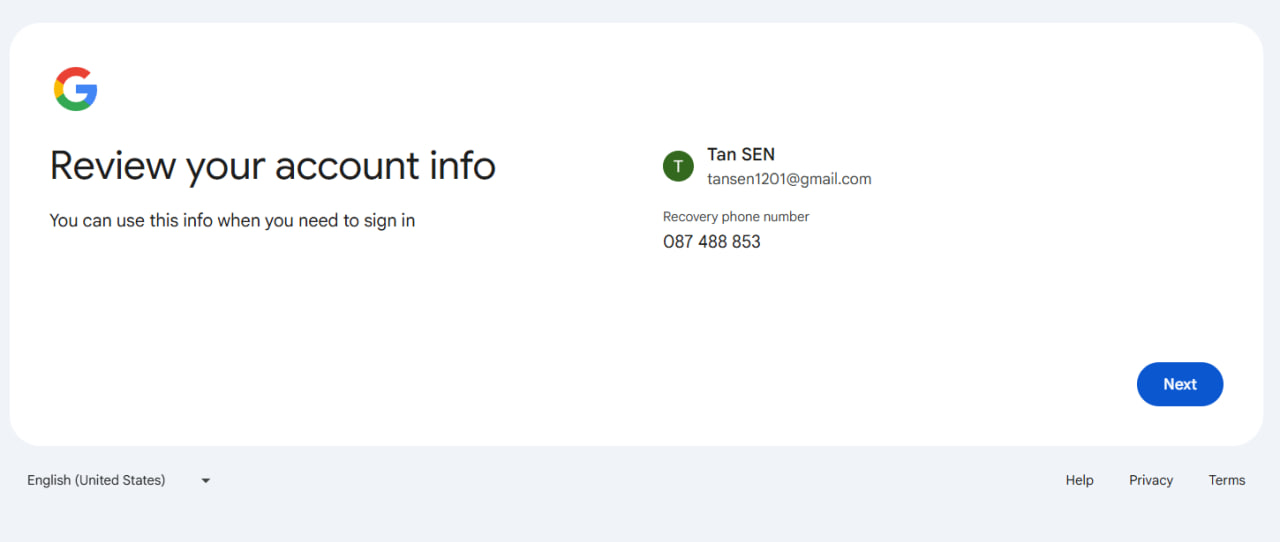 Review your account info
You can use this info when you need to sign in
T
Tan SEN
tansen1201@gmail.com
Recovery phone number
087 488 853
Next
English (United States)
Help
Privacy
Terms